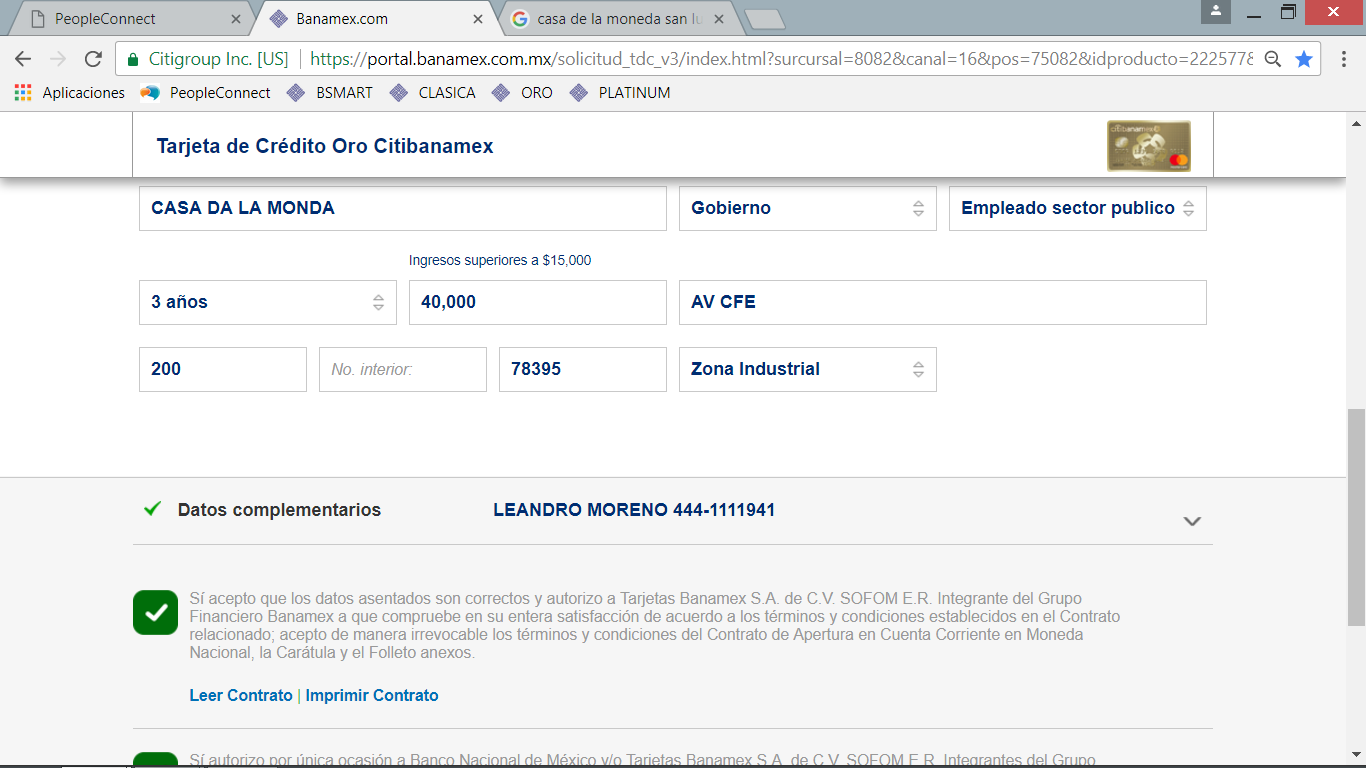 PeopleConnect
Banamex.com
casa de la moneda san lu
Citigroup Inc. [US]
https://portal.banamex.com.mx/solicitud_tdc_v3/index.html?surcursal=8082&canal=16&pos=75082&idproducto=2225778
Aplicaciones
PeopleConnect
BSMART
CLASICA
ORO
PLATINUM
Tarjeta de Crédito Oro Citibanamex
citibanamex
CASA DA LA MONDA
Gobierno
Empleado sector publico
Ingresos superiores a $15,000
3 años
40,000
AV CFE
200
No. interior:
78395
Zona Industrial
Datos complementarios
LEANDRO MORENO 444-1111941
Sí acepto que los datos asentados son correctos y autorizo a Tarjetas Banamex S.A. de C.V. SOFOM E.R. Integrante del Grupo
Financiero Banamex a que compruebe en su entera satisfacción de acuerdo a los términos y condiciones establecidos en el Contrato
relacionado; acepto de manera irrevocable los términos y condiciones del Contrato de Apertura en Cuenta Corriente en Moneda
Nacional, la Carátula y el Folleto anexos.
Leer Contrato | Imprimir Contrato
Sí autorizo por única ocasión a Banco Nacional de México y/o Tarjetas Banamex S.A. de C.V. SOFOM E.R. Integrantes del Grupo